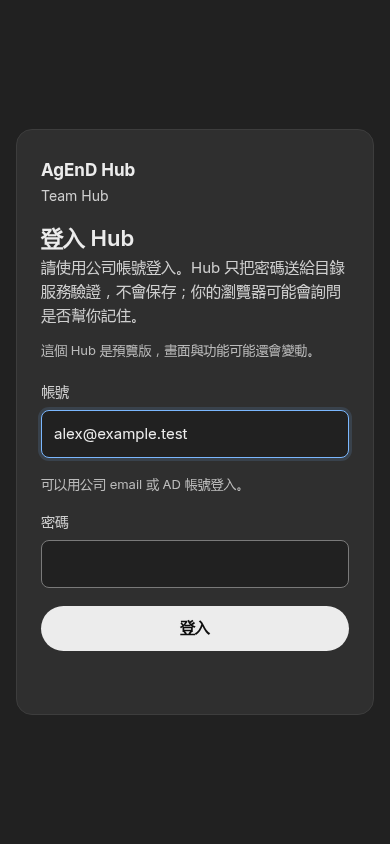 AgEnD Hub
Team Hub
登入 Hub
請使用公司帳號登入。Hub 只把密碼送給目錄
服務驗證，不會保存；你的瀏覽器可能會詢問
是否幫你記住。
這個 Hub 是預覽版，畫面與功能可能還會變動。
帳號
alex@example.test
可以用公司 email 或 AD 帳號登入。
密碼
登入